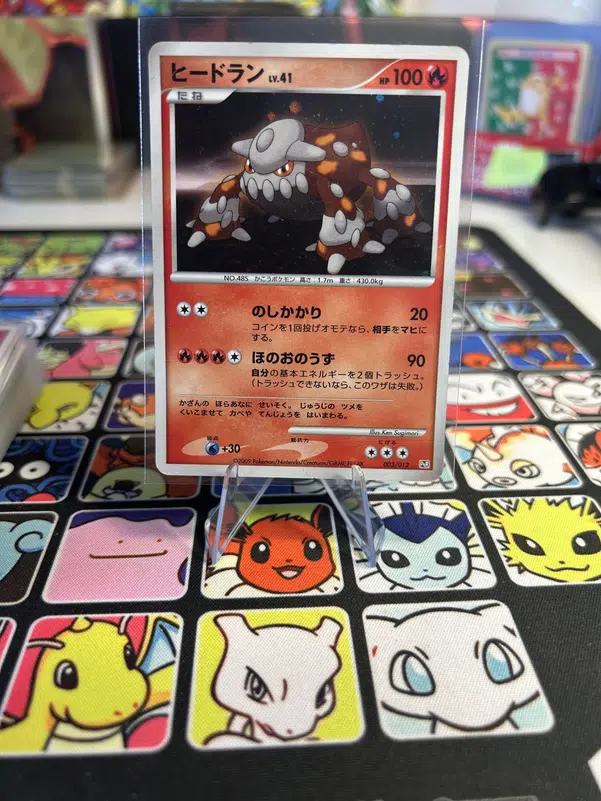 ヒードラン LV.41 HP 100
たね
NO.485 かこうポケモン 高さ：1.7m 重さ：430.0kg
のしかかり 20
コインを1回投げオモテなら、相手をマヒに
する。
ほのおのうず 90
自分の基本エネルギーを2個トラッシュ。
（トラッシュできないなら、このワザは失敗。）
かざんの ほらあなに せいそく。じゅうじの ツメを
くいこませて カベや てんじょうを はいまわる。
Illus. Ken Sugimori
弱点 抵抗力 にげる
+30
©2009 Pokémon/Nintendo/Creatures/GAME FREAK
003/012